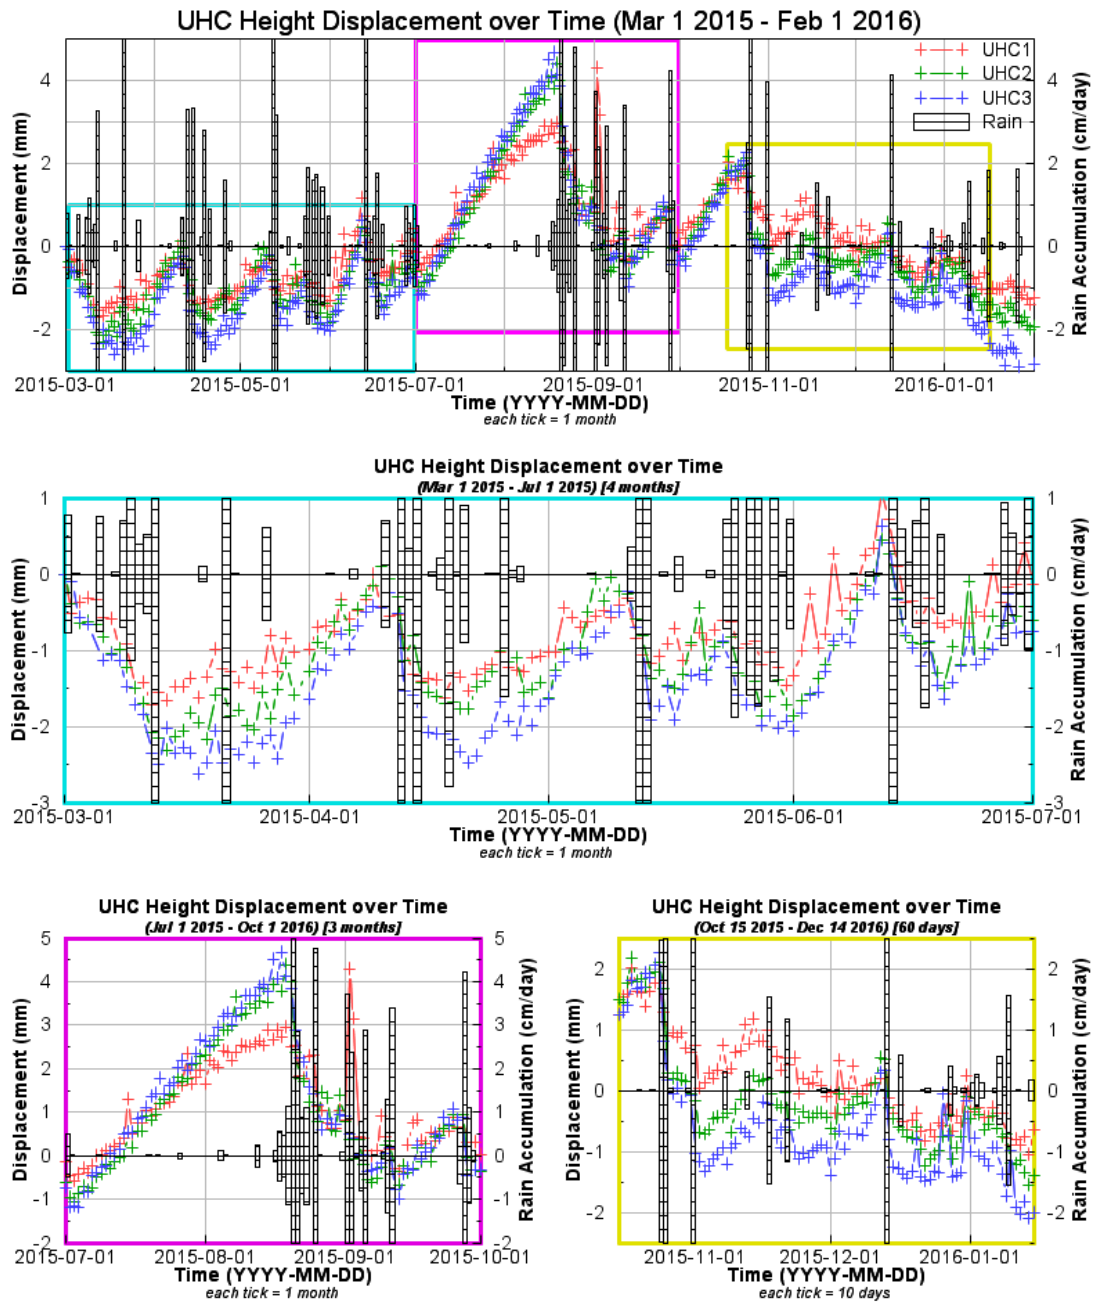 UHC Height Displacement over Time (Mar 1 2015 - Feb 1 2016)
UHC1
UHC2
UHC3
Rain
4
2
0
-2
4
2
0
-2
Displacement (mm)
Rain Accumulation (cm/day)
2015-03-01 2015-05-01 2015-07-01 2015-09-01 2015-11-01 2016-01-01
Time (YYYY-MM-DD)
each tick = 1 month
UHC Height Displacement over Time
(Mar 1 2015 - Jul 1 2015) [4 months]
1
0
-1
-2
-3
1
0
-1
-2
-3
Displacement (mm)
Rain Accumulation (cm/day)
2015-03-01 2015-04-01 2015-05-01 2015-06-01 2015-07-01
Time (YYYY-MM-DD)
each tick = 1 month
UHC Height Displacement over Time
(Jul 1 2015 - Oct 1 2016) [3 months]
5
4
3
2
1
0
-1
-2
5
4
3
2
1
0
-1
-2
Displacement (mm)
Rain Accumulation (cm/day)
2015-07-01 2015-08-01 2015-09-01 2015-10-01
Time (YYYY-MM-DD)
each tick = 1 month
UHC Height Displacement over Time
(Oct 15 2015 - Dec 14 2016) [60 days]
2
1
0
-1
-2
2
1
0
-1
-2
Displacement (mm)
Rain Accumulation (cm/day)
2015-11-01 2015-12-01 2016-01-01
Time (YYYY-MM-DD)
each tick = 10 days